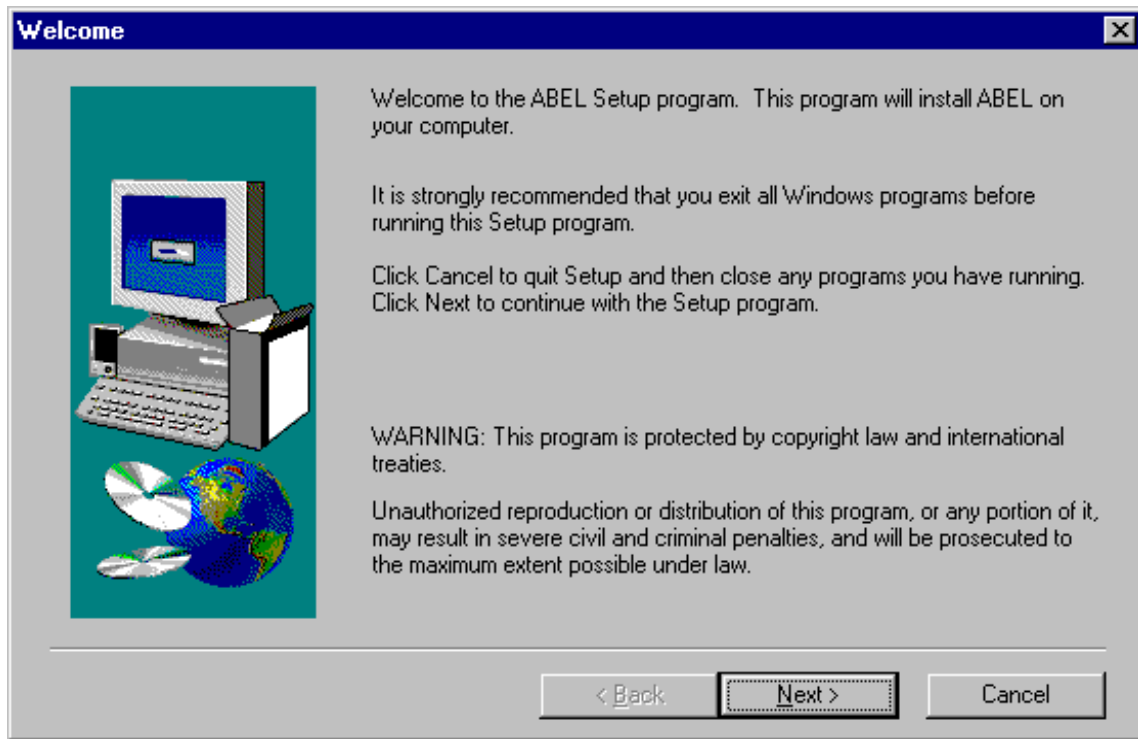 Welcome
Welcome to the ABEL Setup program.  This program will install ABEL on
your computer.
It is strongly recommended that you exit all Windows programs before
running this Setup program.
Click Cancel to quit Setup and then close any programs you have running.
Click Next to continue with the Setup program.
WARNING: This program is protected by copyright law and international
treaties.
Unauthorized reproduction or distribution of this program, or any portion of it,
may result in severe civil and criminal penalties, and will be prosecuted to
the maximum extent possible under law.
< Back
Next >
Cancel